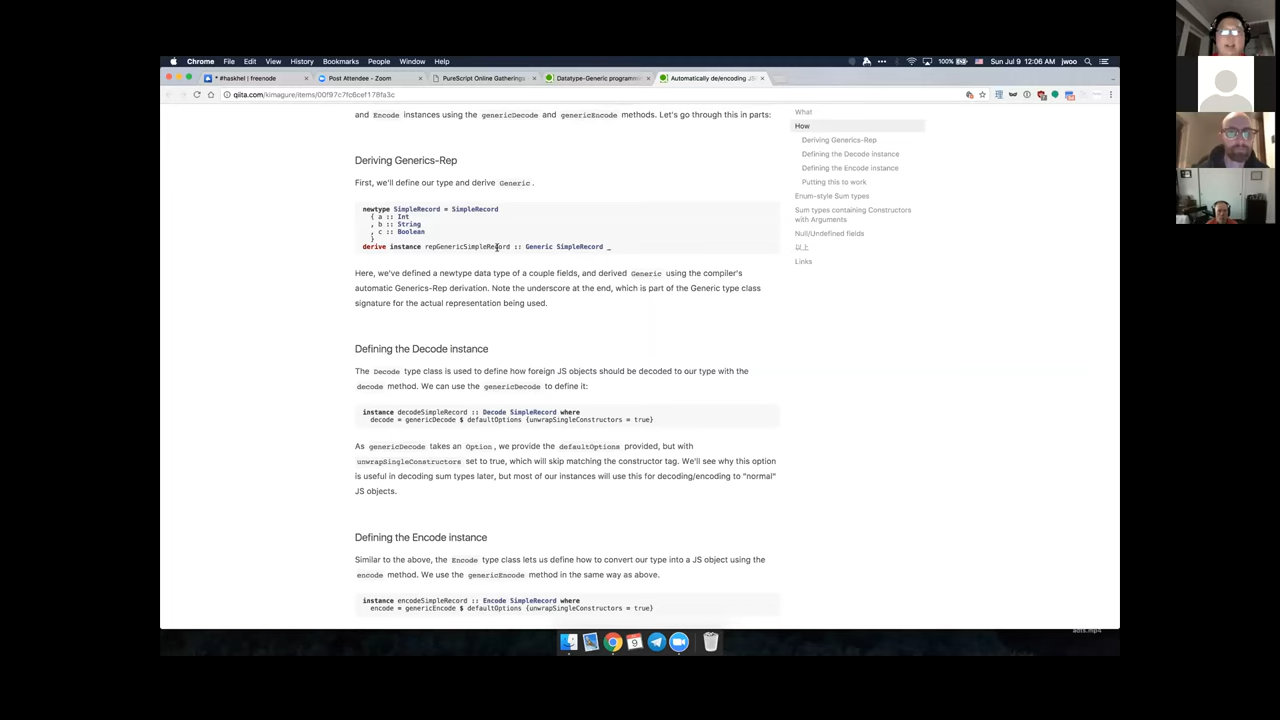 Chrome File Edit View History Bookmarks People Window Help
100% Sun Jul 9 12:06 AM jwoo
* #haskhel | freenode
Post Attendee - Zoom
PureScript Online Gatherings
Datatype-Generic programmin
Automatically de/encoding JS
qiita.com/kimagure/items/00f97c7fc6cef178fa3c
and Encode instances using the genericDecode and genericEncode methods. Let's go through this in parts:
Deriving Generics-Rep
First, we'll define our type and derive Generic.
newtype SimpleRecord = SimpleRecord
{ a :: Int
, b :: String
, c :: Boolean
}
derive instance repGenericSimpleRecord :: Generic SimpleRecord _
Here, we've defined a newtype data type of a couple fields, and derived Generic using the compiler's
automatic Generics-Rep derivation. Note the underscore at the end, which is part of the Generic type class
signature for the actual representation being used.
Defining the Decode instance
The Decode type class is used to define how foreign JS objects should be decoded to our type with the
decode method. We can use the genericDecode to define it:
instance decodeSimpleRecord :: Decode SimpleRecord where
decode = genericDecode $ defaultOptions {unwrapSingleConstructors = true}
As genericDecode takes an Option, we provide the defaultOptions provided, but with
unwrapSingleConstructors set to true, which will skip matching the constructor tag. We'll see why this option
is useful in decoding sum types later, but most of our instances will use this for decoding/encoding to "normal"
JS objects.
Defining the Encode instance
Similar to the above, the Encode type class lets us define how to convert our type into a JS object using the
encode method. We use the genericEncode method in the same way as above.
instance encodeSimpleRecord :: Encode SimpleRecord where
encode = genericEncode $ defaultOptions {unwrapSingleConstructors = true}
What
How
Deriving Generics-Rep
Defining the Decode instance
Defining the Encode instance
Putting this to work
Enum-style Sum types
Sum types containing Constructors
with Arguments
Null/Undefined fields
以上
Links
9
adts.mp4